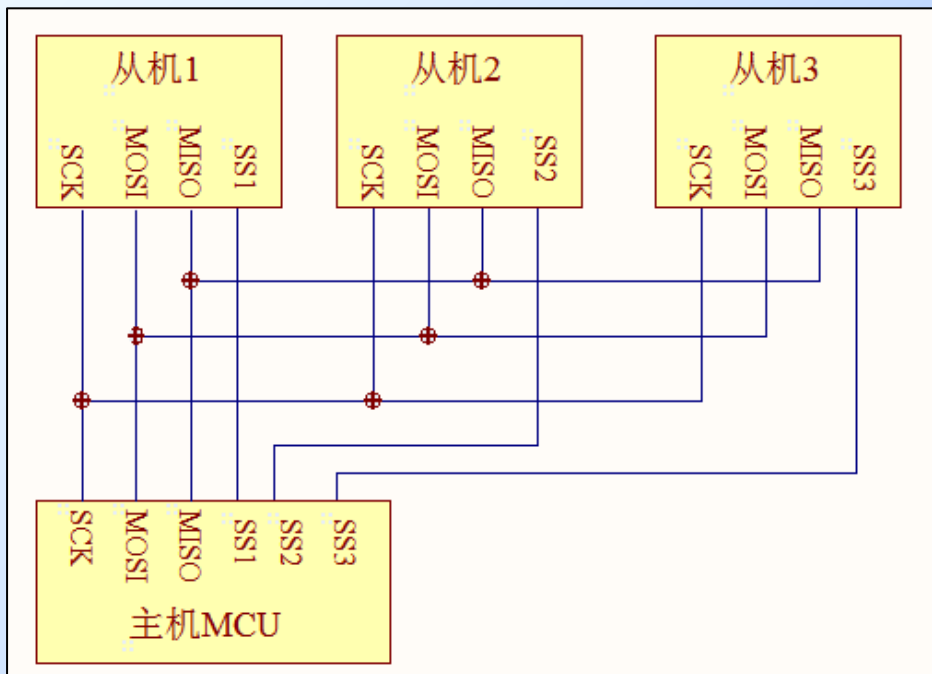 从机1
SCK
MOSI
MISO
SS1
从机2
SCK
MOSI
MISO
SS2
从机3
SCK
MOSI
MISO
SS3
SCK
MOSI
MISO
SS1
SS2
SS3
主机MCU